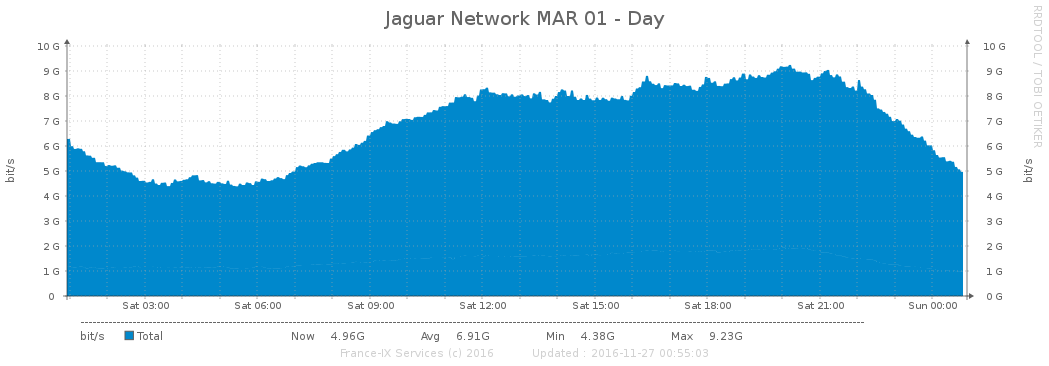 Jaguar Network MAR 01 - Day
RRDTOOL / TOBI OETIKER
10 G 10 G
9 G 9 G
8 G 8 G
7 G 7 G
6 G 6 G
5 G 5 G
4 G 4 G
3 G 3 G
2 G 2 G
1 G 1 G
0 0 G
bit/s
bit/s
Sat 03:00 Sat 06:00 Sat 09:00 Sat 12:00 Sat 15:00 Sat 18:00 Sat 21:00 Sun 00:00
bit/s Total Now 4.96G Avg 6.91G Min 4.38G Max 9.23G
France-IX Services (c) 2016 Updated : 2016-11-27 00:55:03